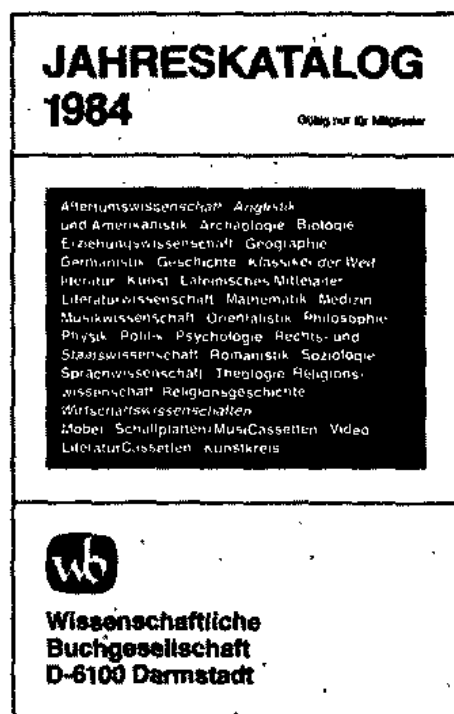 JAHRESKATALOG
1984
Gültig nur für Mitglieder
Altertumswissenschaft Anglistik
und Amerikanistik Archäologie Biologie
Erziehungswissenschaft Geographie
Germanistik Geschichte Klassiker der Welt
literatur Kunst Lateinisches Mittelalter
Literaturwissenschaft Mathematik Medizin
Musikwissenschaft Orientalistik Philosophie
Physik Politik Psychologie Rechts- und
Staatswissenschaft Romanistik Soziologie
Sprachwissenschaft Theologie Religions-
wissenschaft Religionsgeschichte
Wirtschaftswissenschaften
Möbel Schallplatten/MusiCassetten Video
LiteraturCassetten Kunstkreis
wb
Wissenschaftliche
Buchgesellschaft
D-6100 Darmstadt